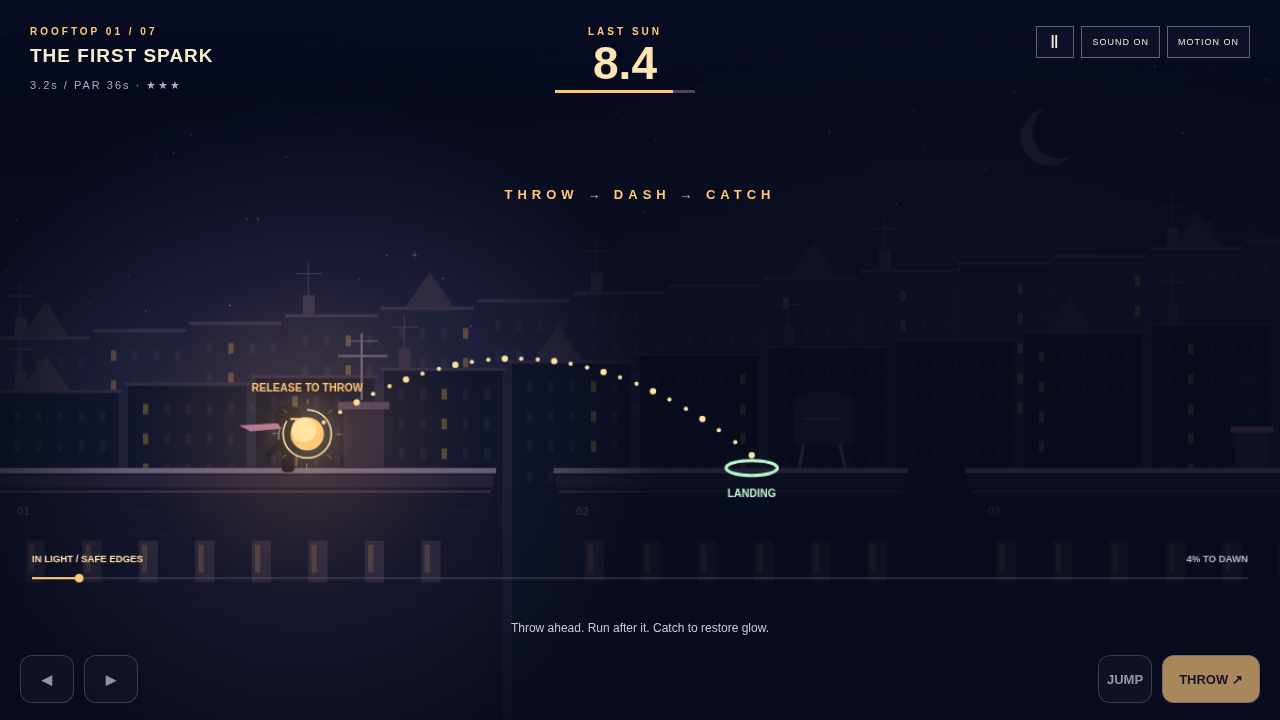 ROOFTOP 01 / 07
THE FIRST SPARK
3.2s / PAR 36s · ★★★
LAST SUN
8.4
SOUND ON
MOTION ON
THROW → DASH → CATCH
RELEASE TO THROW
LANDING
01
02
03
IN LIGHT / SAFE EDGES
4% TO DAWN
Throw ahead. Run after it. Catch to restore glow.
◄
►
JUMP
THROW ↗